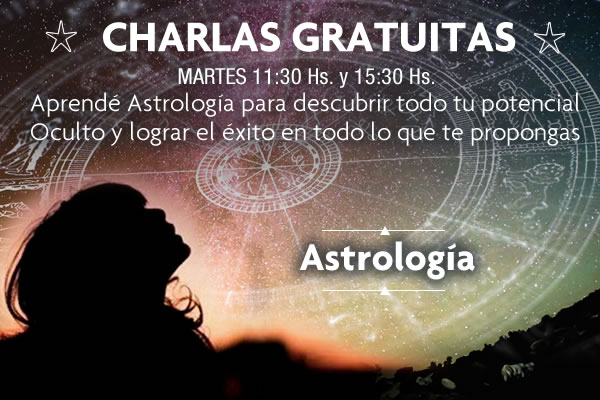 CHARLAS GRATUITAS
MARTES 11:30 Hs. y 15:30 Hs.
Aprendé Astrología para descubrir todo tu potencial
Oculto y lograr el éxito en todo lo que te propongas
Astrología